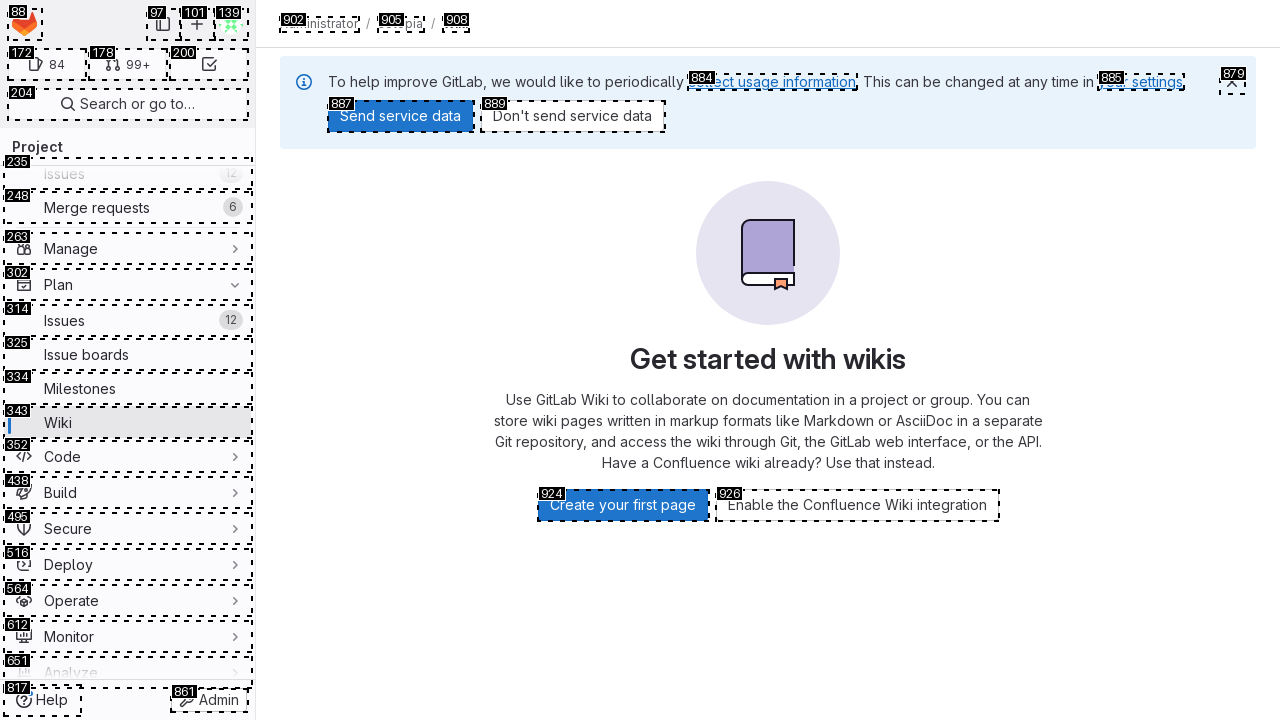 88
97
101
139
172
84
178
99+
200
204
Search or go to…
Project
235
Issues
12
248
Merge requests
6
263
Manage
302
Plan
314
Issues
12
325
Issue boards
334
Milestones
343
Wiki
352
Code
438
Build
495
Secure
516
Deploy
564
Operate
612
Monitor
651
Analyze
817
Help
861
Admin
902
/
905
/
908
884
885
879
To help improve GitLab, we would like to periodically collect usage information. This can be changed at any time in your settings.
887
Send service data
889
Don't send service data
Get started with wikis
Use GitLab Wiki to collaborate on documentation in a project or group. You can
store wiki pages written in markup formats like Markdown or AsciiDoc in a separate
Git repository, and access the wiki through Git, the GitLab web interface, or the API.
Have a Confluence wiki already? Use that instead.
924
Create your first page
926
Enable the Confluence Wiki integration